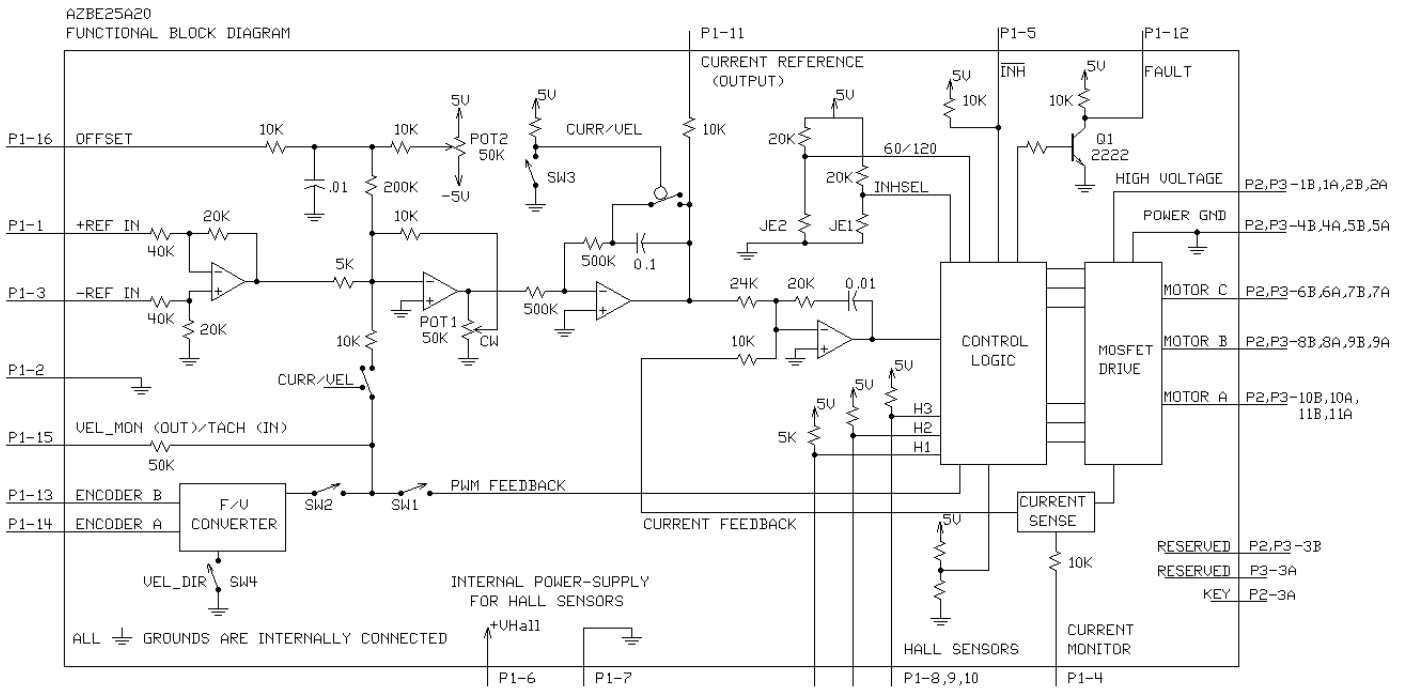 AZBE25A20
FUNCTIONAL BLOCK DIAGRAM
P1-11
P1-5
P1-12
CURRENT REFERENCE
(OUTPUT)
INH
FAULT
5V
10K
5V
10K
Q1
2222
5V
5V
5V
CURR/VEL
10K
P1-16 OFFSET
10K
10K
POT2
50K
-5V
.01
200K
SW3
20K
60/120
20K
INHSEL
JE2
JE1
HIGH VOLTAGE P2,P3-1B,1A,2B,2A
POWER GND P2,P3-4B,4A,5B,5A
P1-1 +REF IN
40K
20K
10K
500K
0.1
5K
P1-3 -REF IN
40K
20K
POT1
50K
CW
500K
24K
20K
0.01
10K
CONTROL
LOGIC
MOSFET
DRIVE
MOTOR C P2,P3-6B,6A,7B,7A
MOTOR B P2,P3-8B,8A,9B,9A
MOTOR A P2,P3-10B,10A,
11B,11A
10K
P1-2
CURR/VEL
5V
5V
5V
H3
H2
H1
5K
P1-15 VEL_MON (OUT)/TACH (IN)
50K
P1-13 ENCODER B
P1-14 ENCODER A
F/V
CONVERTER
SW2
SW1
PWM FEEDBACK
CURRENT FEEDBACK
CURRENT
SENSE
5V
10K
VEL_DIR
SW4
RESERVED P2,P3-3B
RESERVED P3-3A
KEY P2-3A
INTERNAL POWER-SUPPLY
FOR HALL SENSORS
+VHall
ALL GROUNDS ARE INTERNALLY CONNECTED
HALL SENSORS
CURRENT
MONITOR
P1-6
P1-7
P1-8,9,10
P1-4